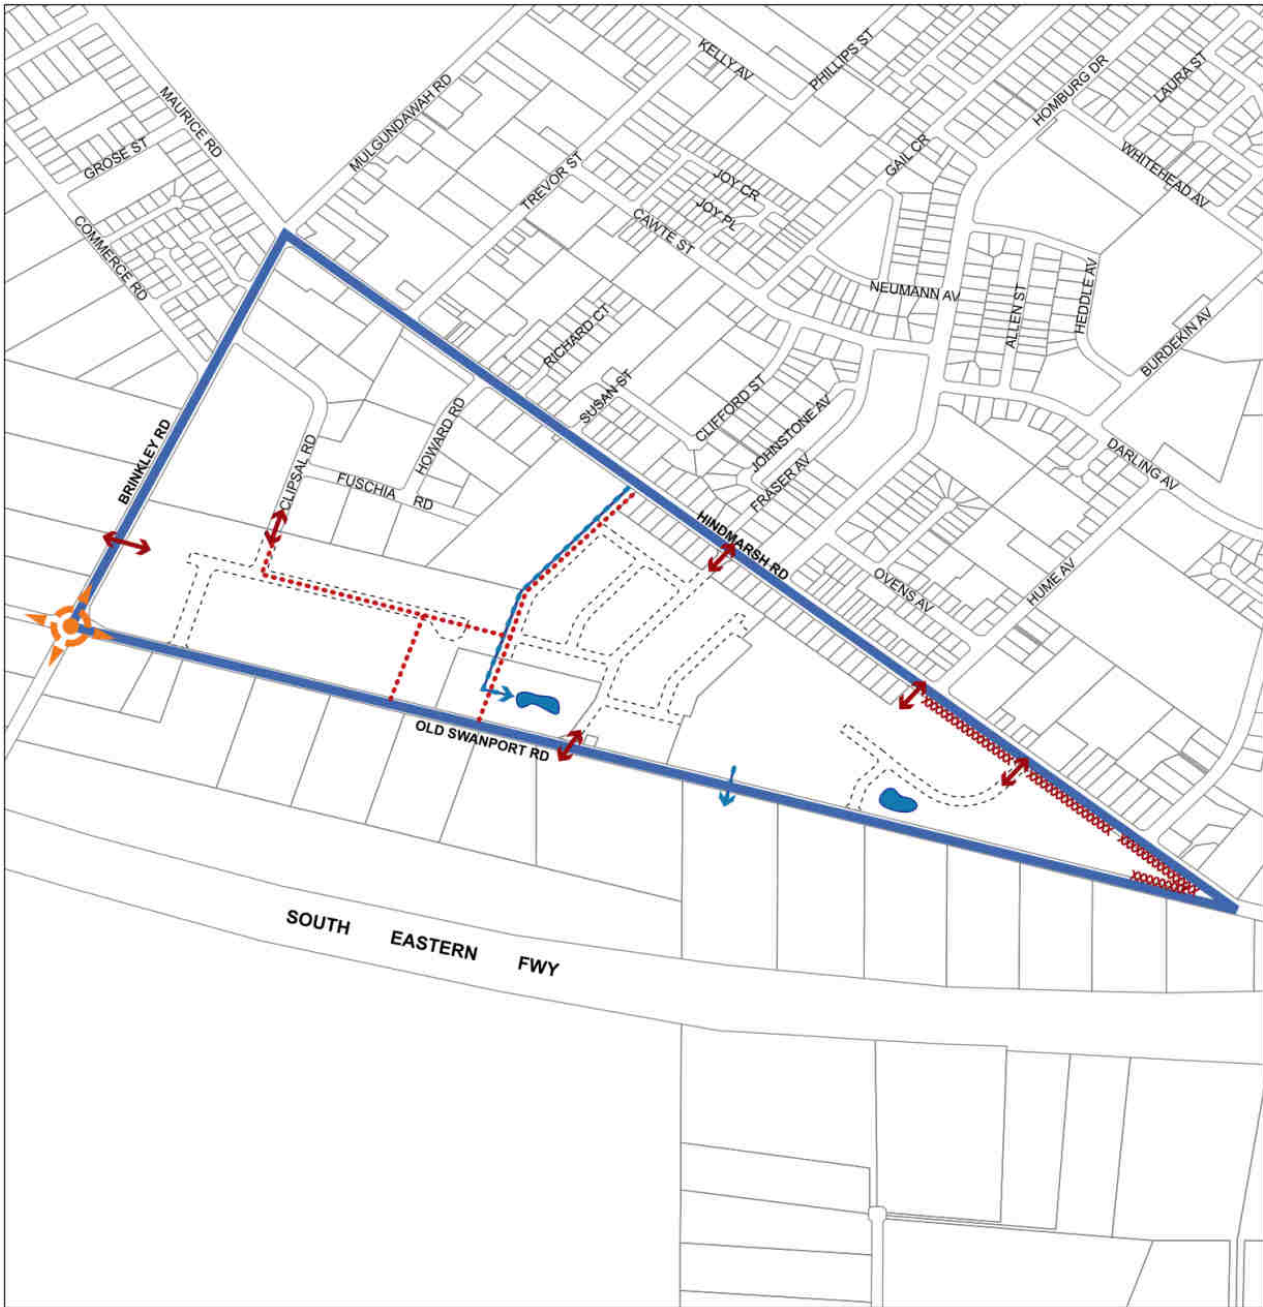 KELLY AV
PHILLIPS ST
HOMBURG DR
LAURA ST
MAURICE RD
MULGUNDAWAH RD
GROSE ST
TREVOR ST
JOY CR
GAIL CR
WHITEHEAD AV
JOY PL
CAWTE ST
COMMERCE RD
NEUMANN AV
ALLEN ST
HEDDLE AV
BURDEKIN AV
RICHARD CT
SUSAN ST
CLIFFORD ST
JOHNSTONE AV
FRASER AV
DARLING AV
BRINKLEY RD
CLIPSAL RD
HOWARD RD
FUSCHIA RD
HINDMARSH RD
OVENS AV
HUME AV
OLD SWANPORT RD
SOUTH EASTERN FWY